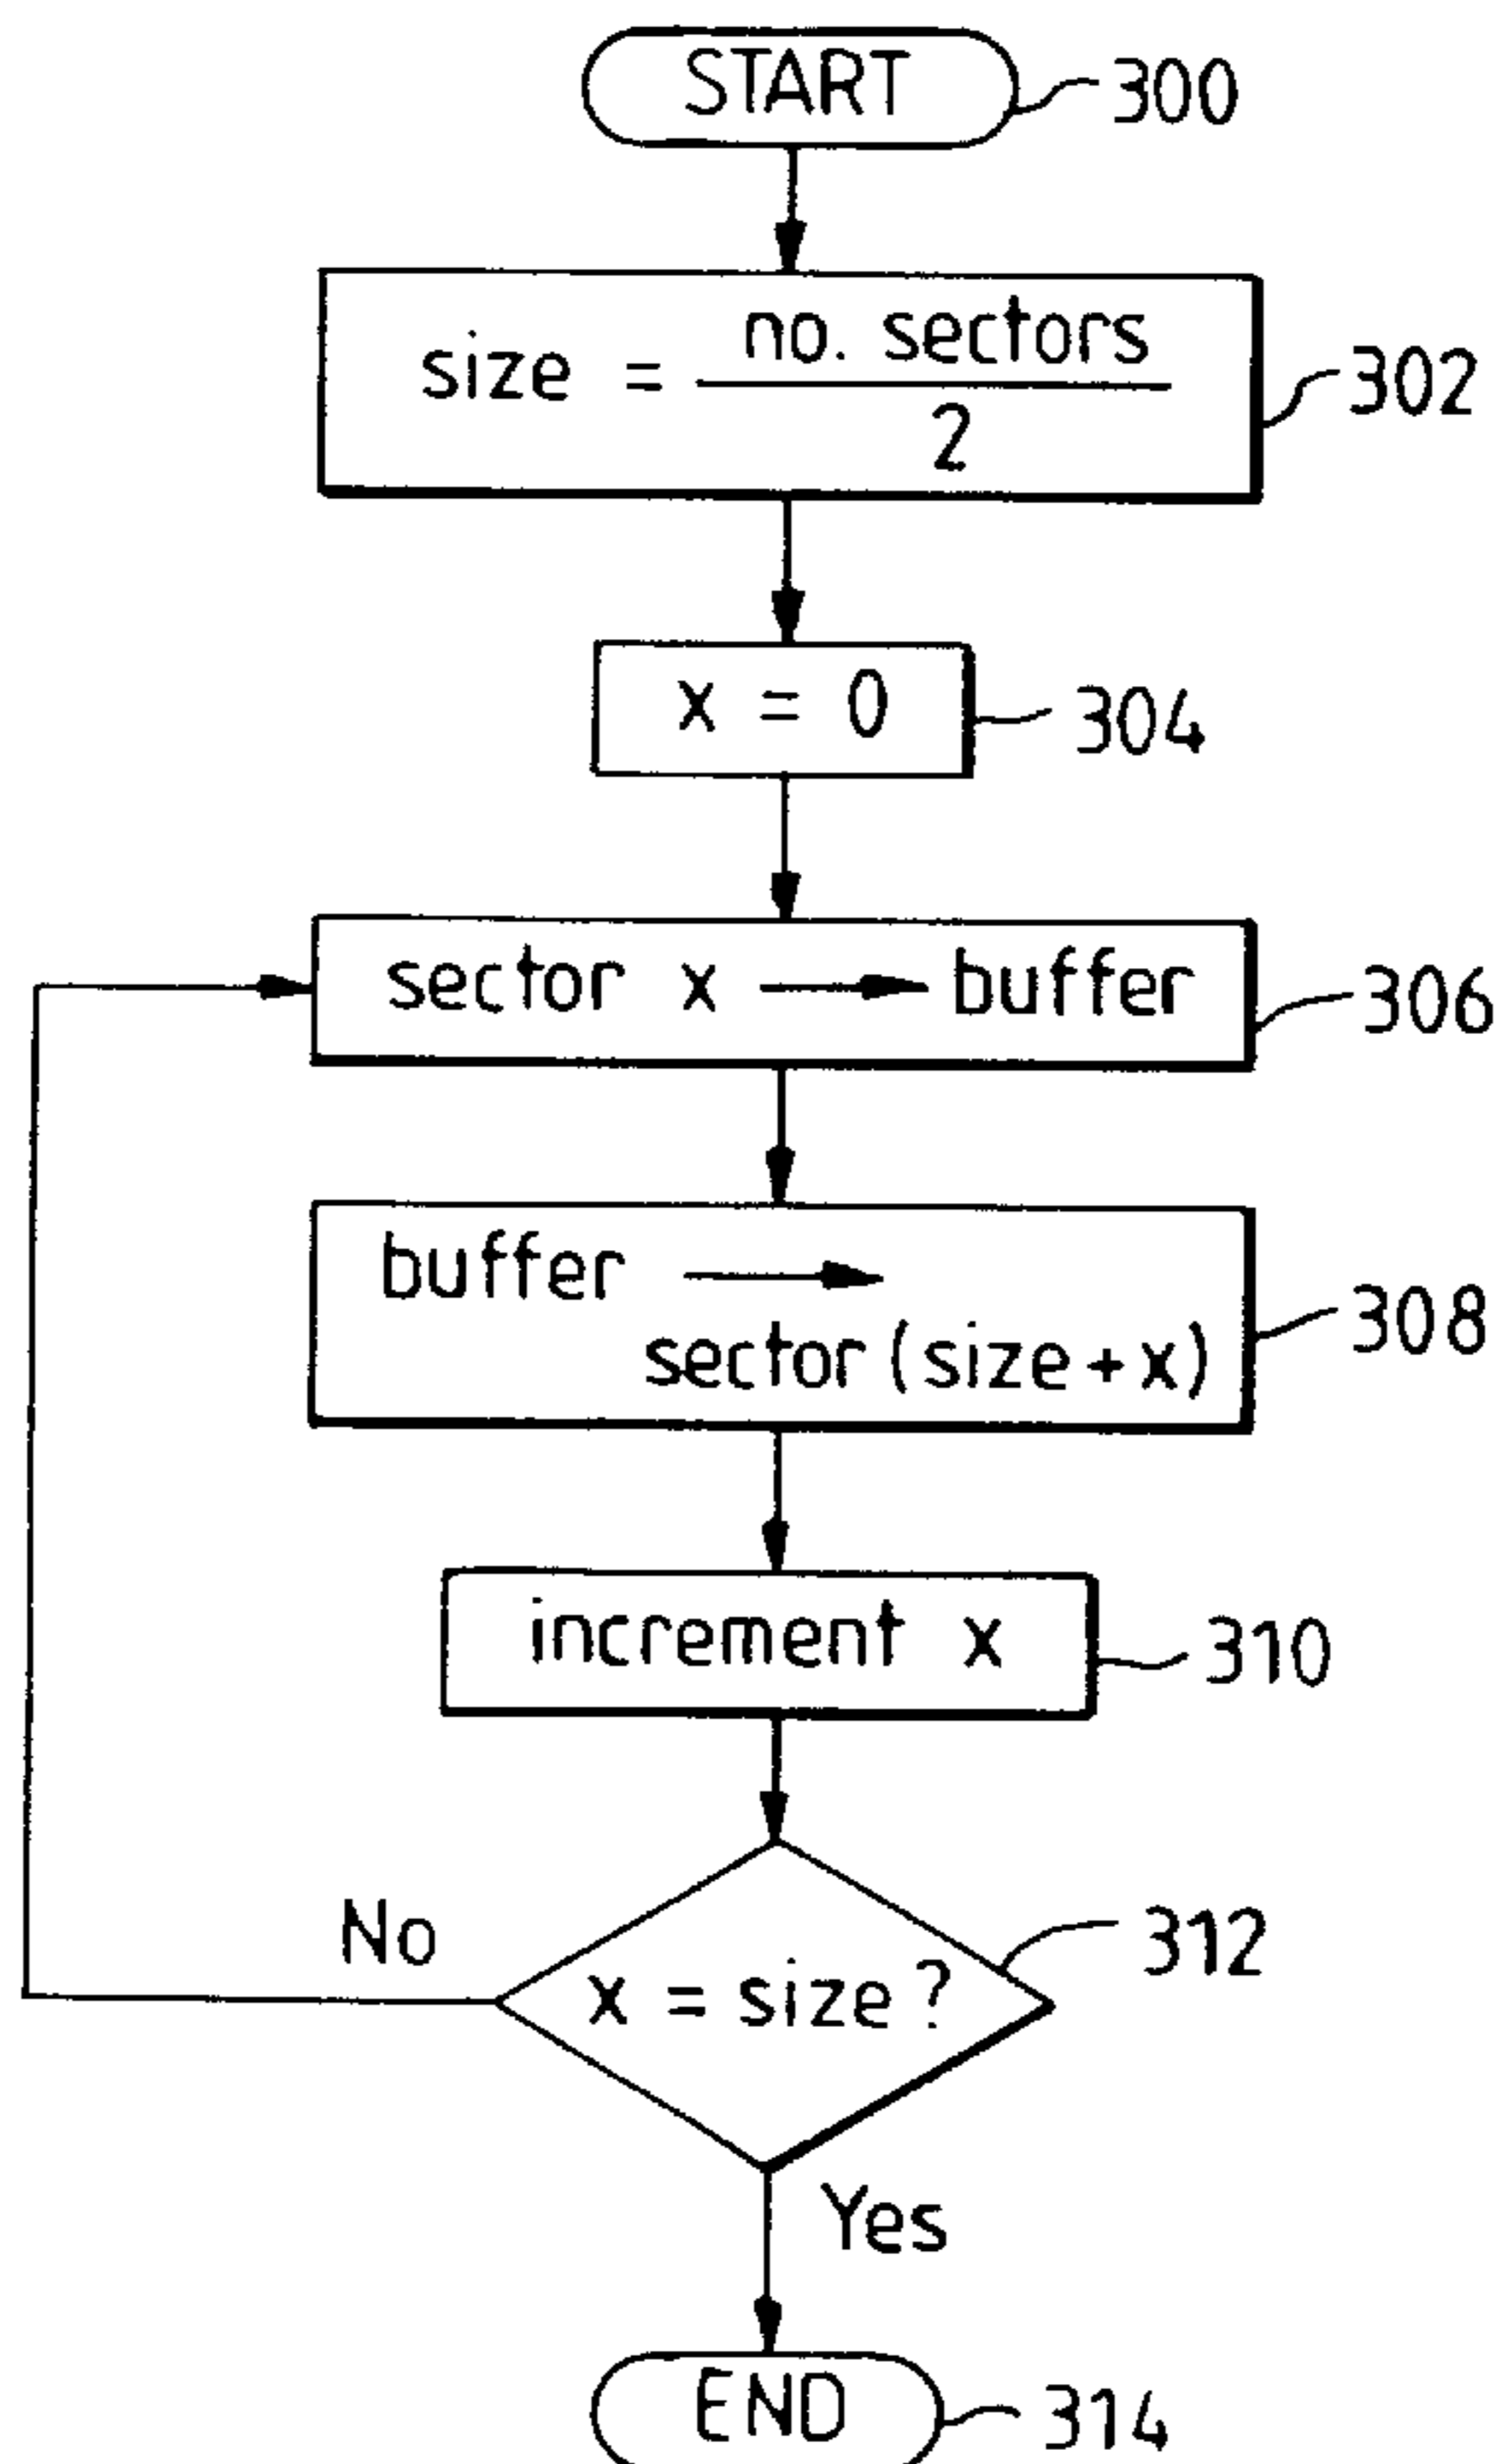 START
300
size = no. sectors
2
302
x = 0
304
sector x → buffer
306
buffer →
sector (size + x)
308
increment x
310
x = size ?
312
No
Yes
END
314